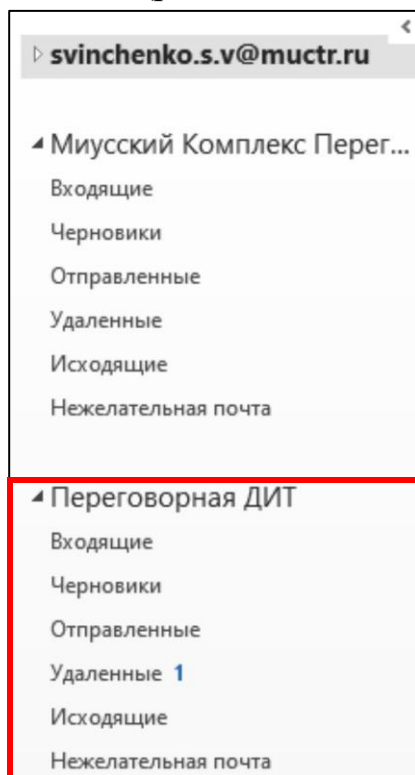 svinchenko.s.v@muctr.ru
Миусский Комплекс Перег...
Входящие
Черновики
Отправленные
Удаленные
Исходящие
Нежелательная почта
Переговорная ДИТ
Входящие
Черновики
Отправленные
Удаленные 1
Исходящие
Нежелательная почта